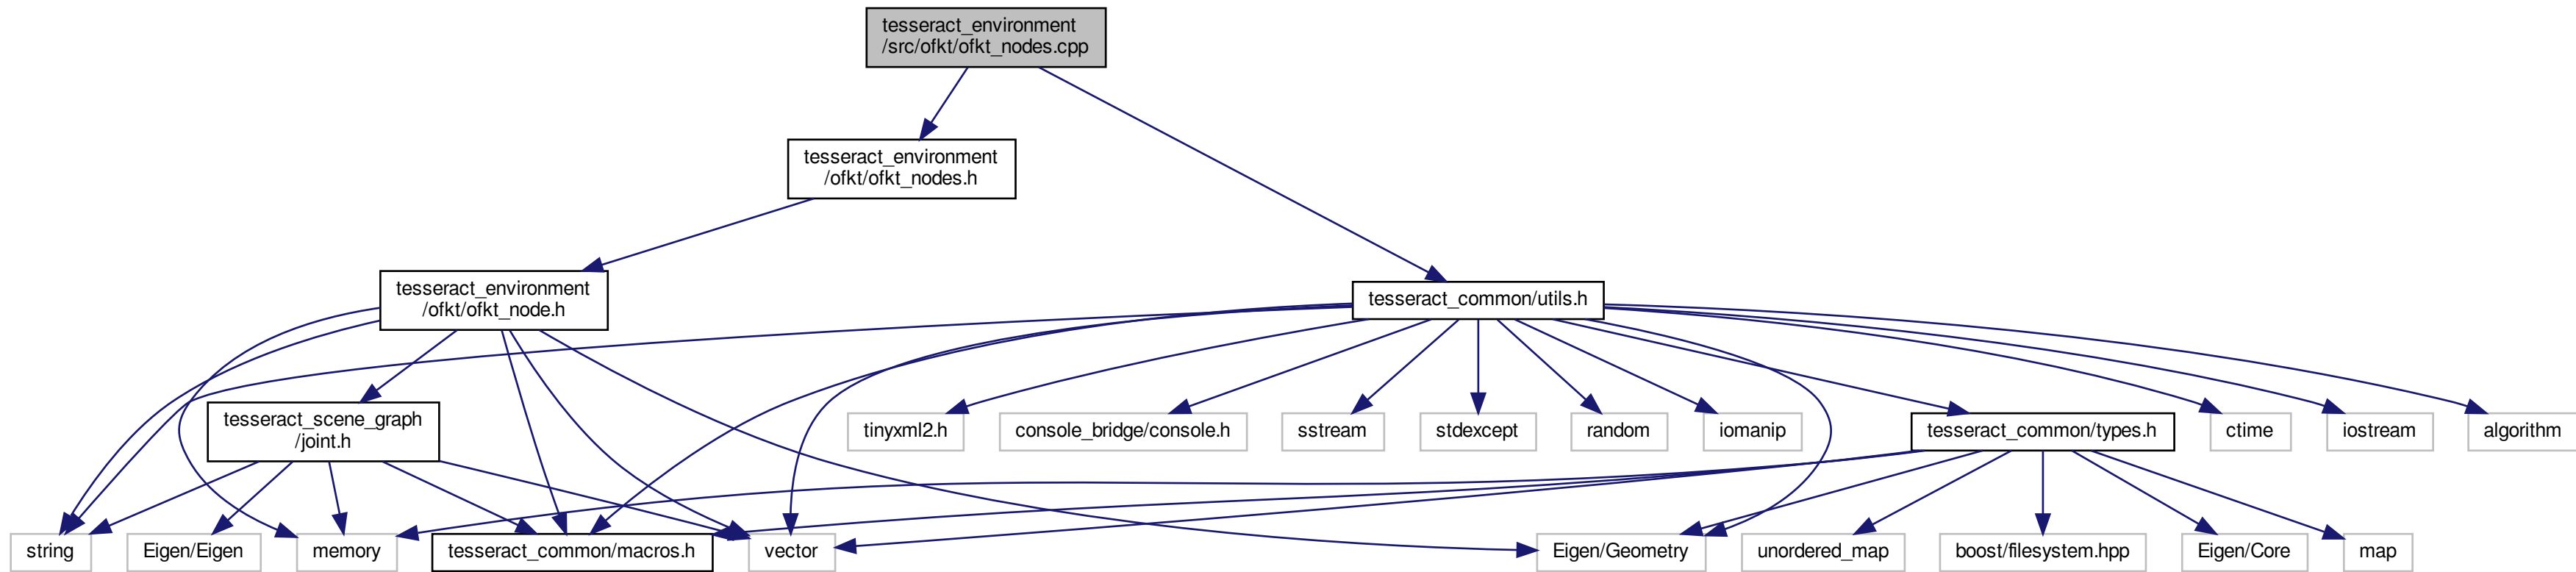 tesseract_environment
/src/ofkt/ofkt_nodes.cpp
tesseract_environment
/ofkt/ofkt_nodes.h
tesseract_environment
/ofkt/ofkt_node.h
tesseract_common/utils.h
tesseract_scene_graph
/joint.h
tinyxml2.h
console_bridge/console.h
sstream
stdexcept
random
iomanip
tesseract_common/types.h
ctime
iostream
algorithm
string
Eigen/Eigen
memory
tesseract_common/macros.h
vector
Eigen/Geometry
unordered_map
boost/filesystem.hpp
Eigen/Core
map